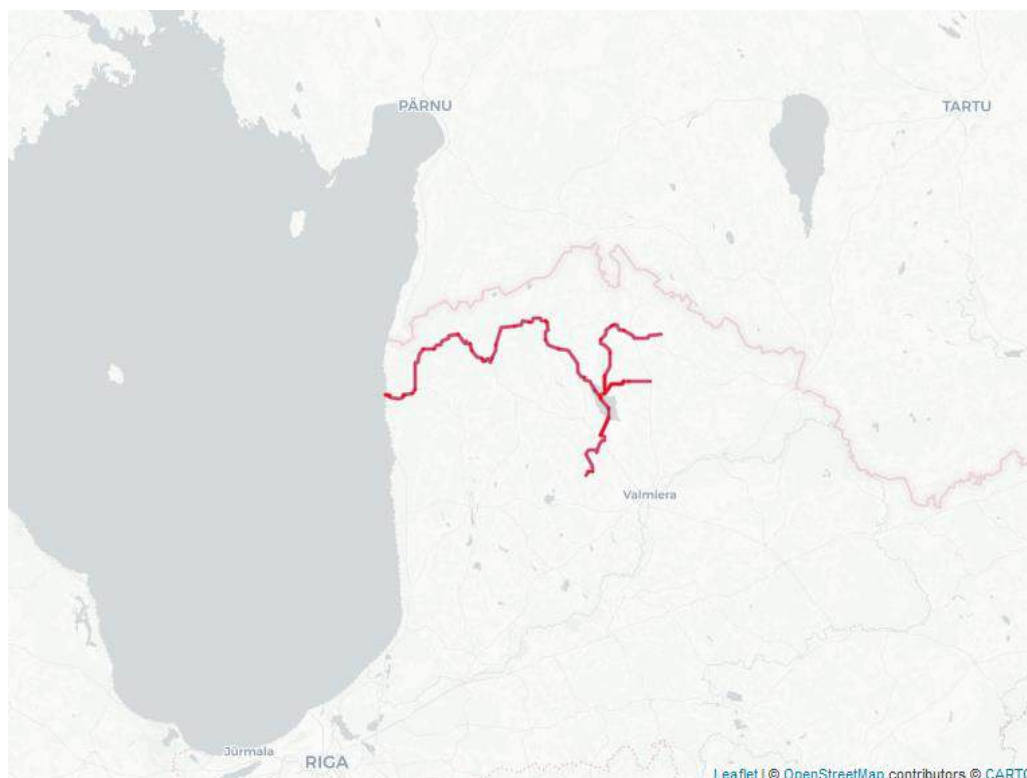 PÄRNU
TARTU
Valmiera
Jūrmala
RIGA
Leaflet | © OpenStreetMap contributors © CARTO